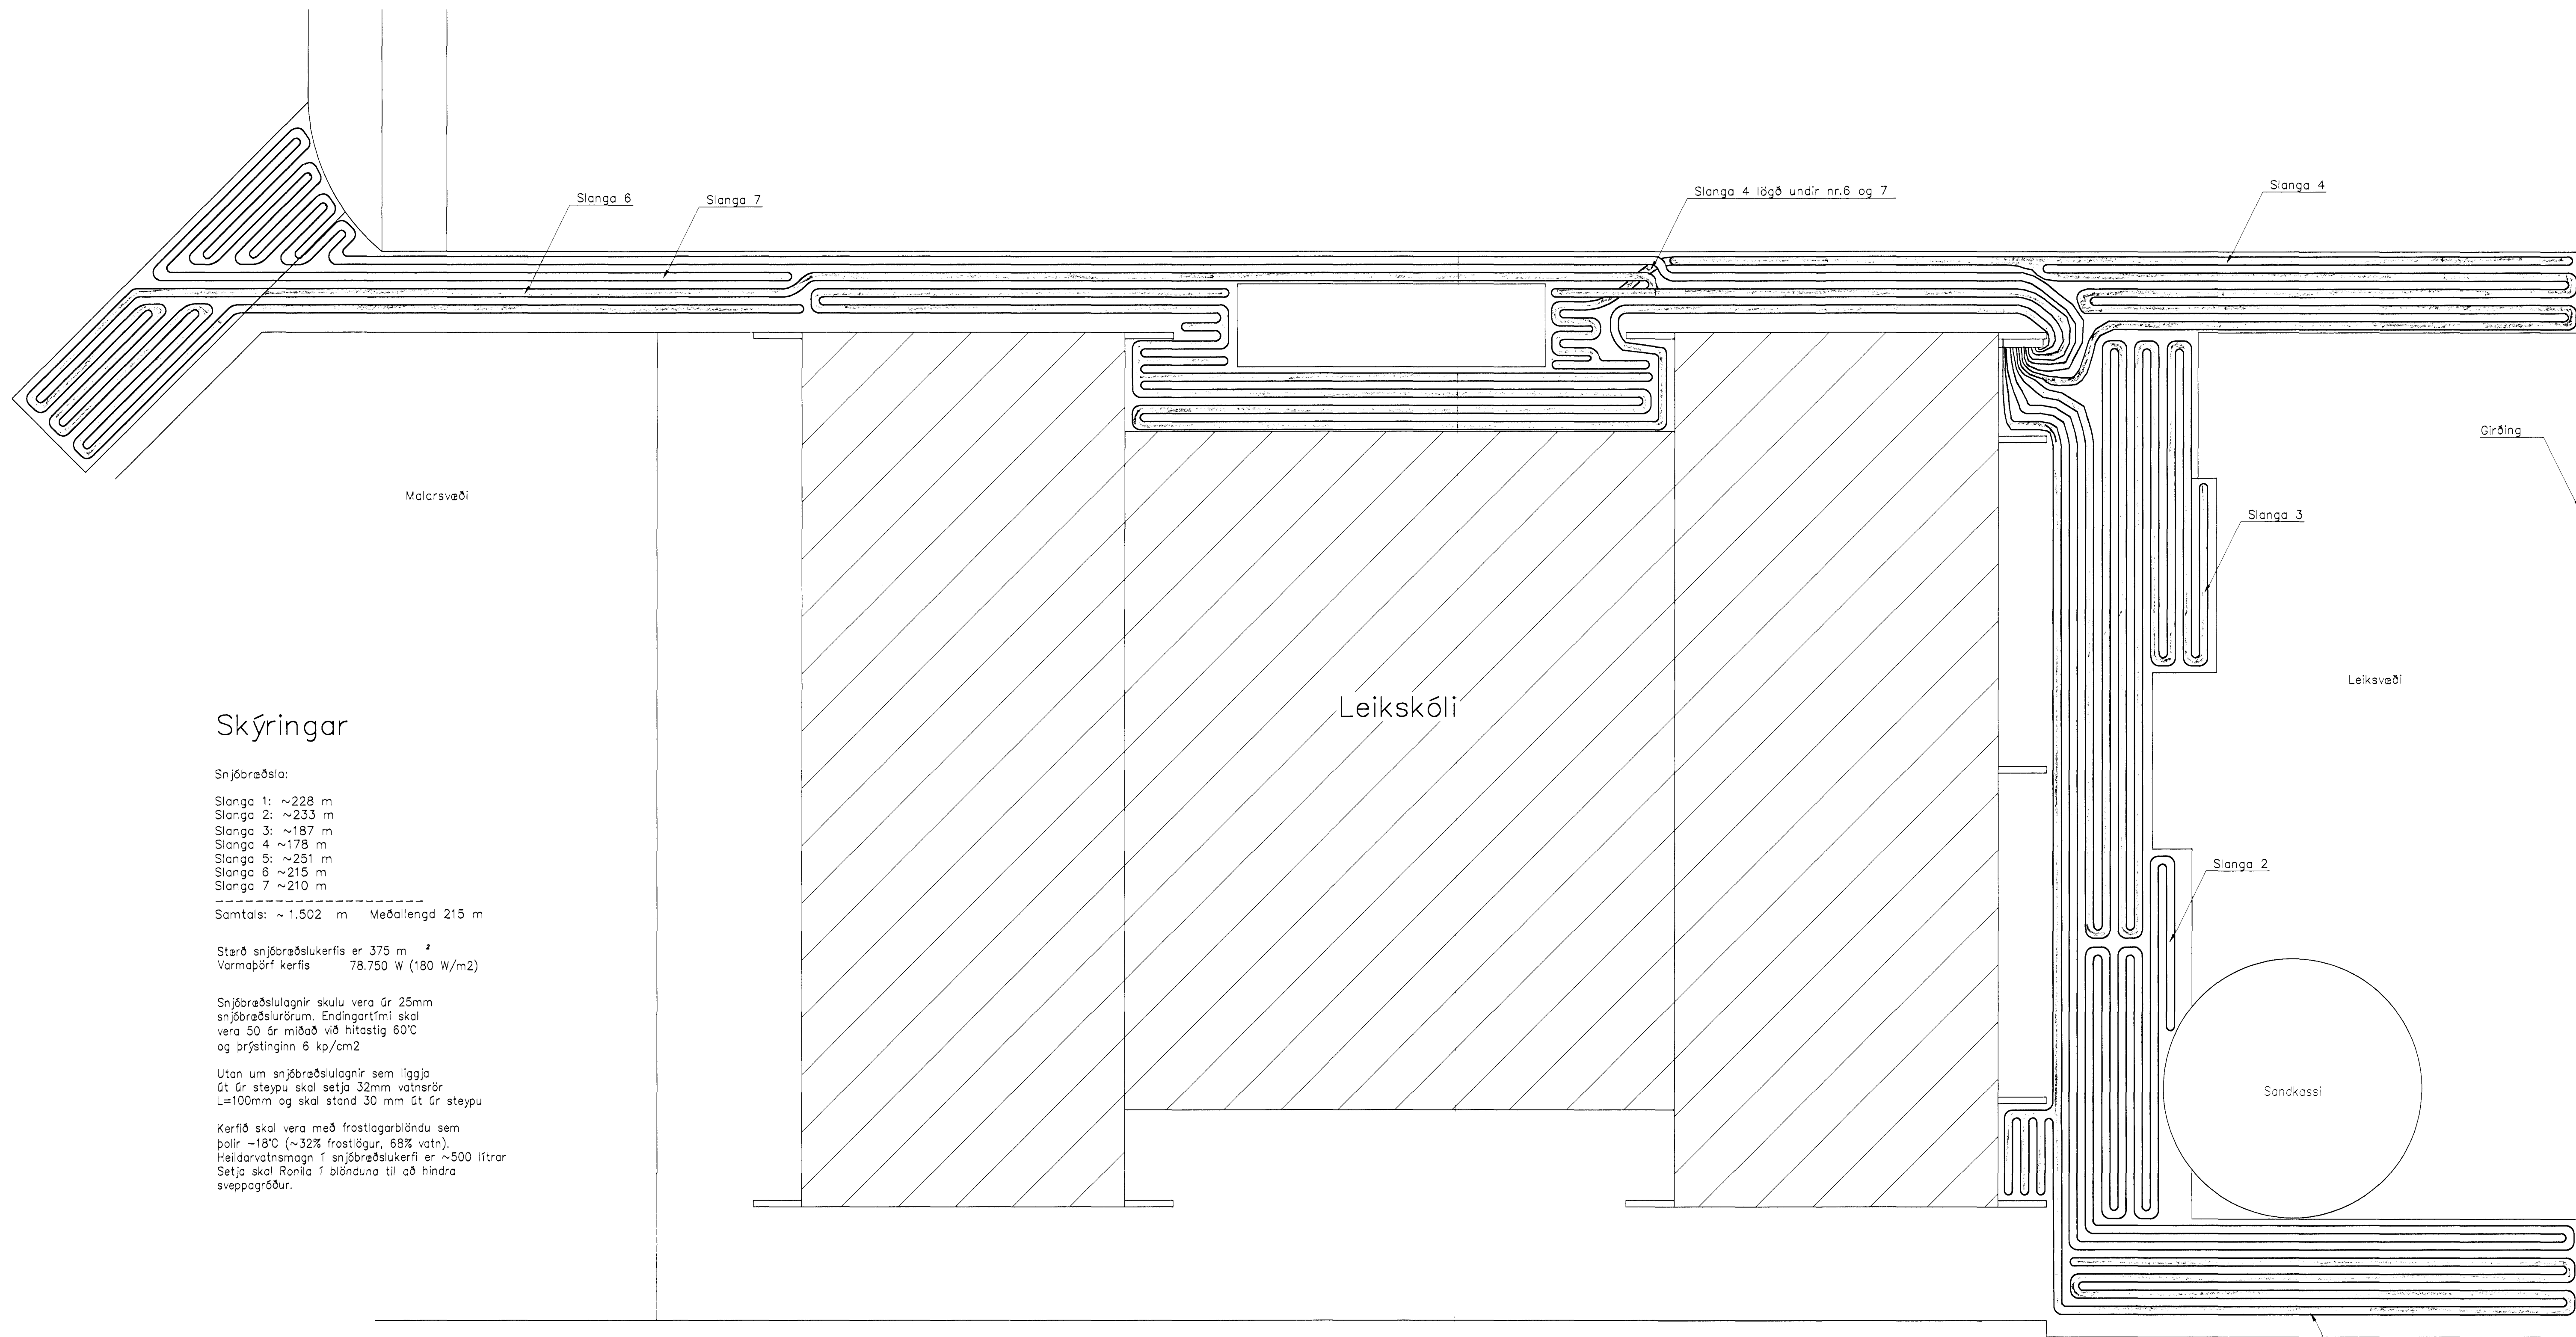 Slanga 6
Slanga 7
Slanga 4 lögð undir nr.6 og 7
Slanga 4
Girðing
Malarsvæði
Slanga 3
Leiksvæði
Leikskóli
Slanga 2
Sandkassi
Skýringar
Snjóbræðsla:
Slanga 1: ~228 m
Slanga 2: ~233 m
Slanga 3: ~187 m
Slanga 4 ~178 m
Slanga 5: ~251 m
Slanga 6 ~215 m
Slanga 7 ~210 m
Samtals: ~ 1.502 m Meðallengd 215 m
Stærð snjóbræðslukerfis er 375 m ²
Varmaþörf kerfis 78.750 W (180 W/m2)
Snjóbræðslulagnir skulu vera úr 25mm
snjóbræðslurörum. Endingartími skal
vera 50 ár miðað við hitastig 60°C
og þrýstinginn 6 kp/cm2
Utan um snjóbræðslulagnir sem liggja
út úr steypu skal setja 32mm vatnsrör
L=100mm og skal stand 30 mm út úr steypu
Kerfið skal vera með frostlagarblöndu sem
þolir -18°C (~32% frostlögur, 68% vatn).
Heildarvatnsmagn í snjóbræðslukerfi er ~500 lítrar
Setja skal Ronila í blönduna til að hindra
sveppagróður.